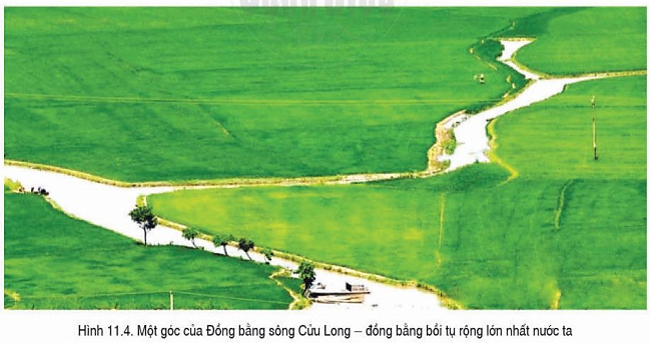 Hình 11.4. Một góc của Đồng bằng sông Cửu Long – đồng bằng bồi tụ rộng lớn nhất nước ta